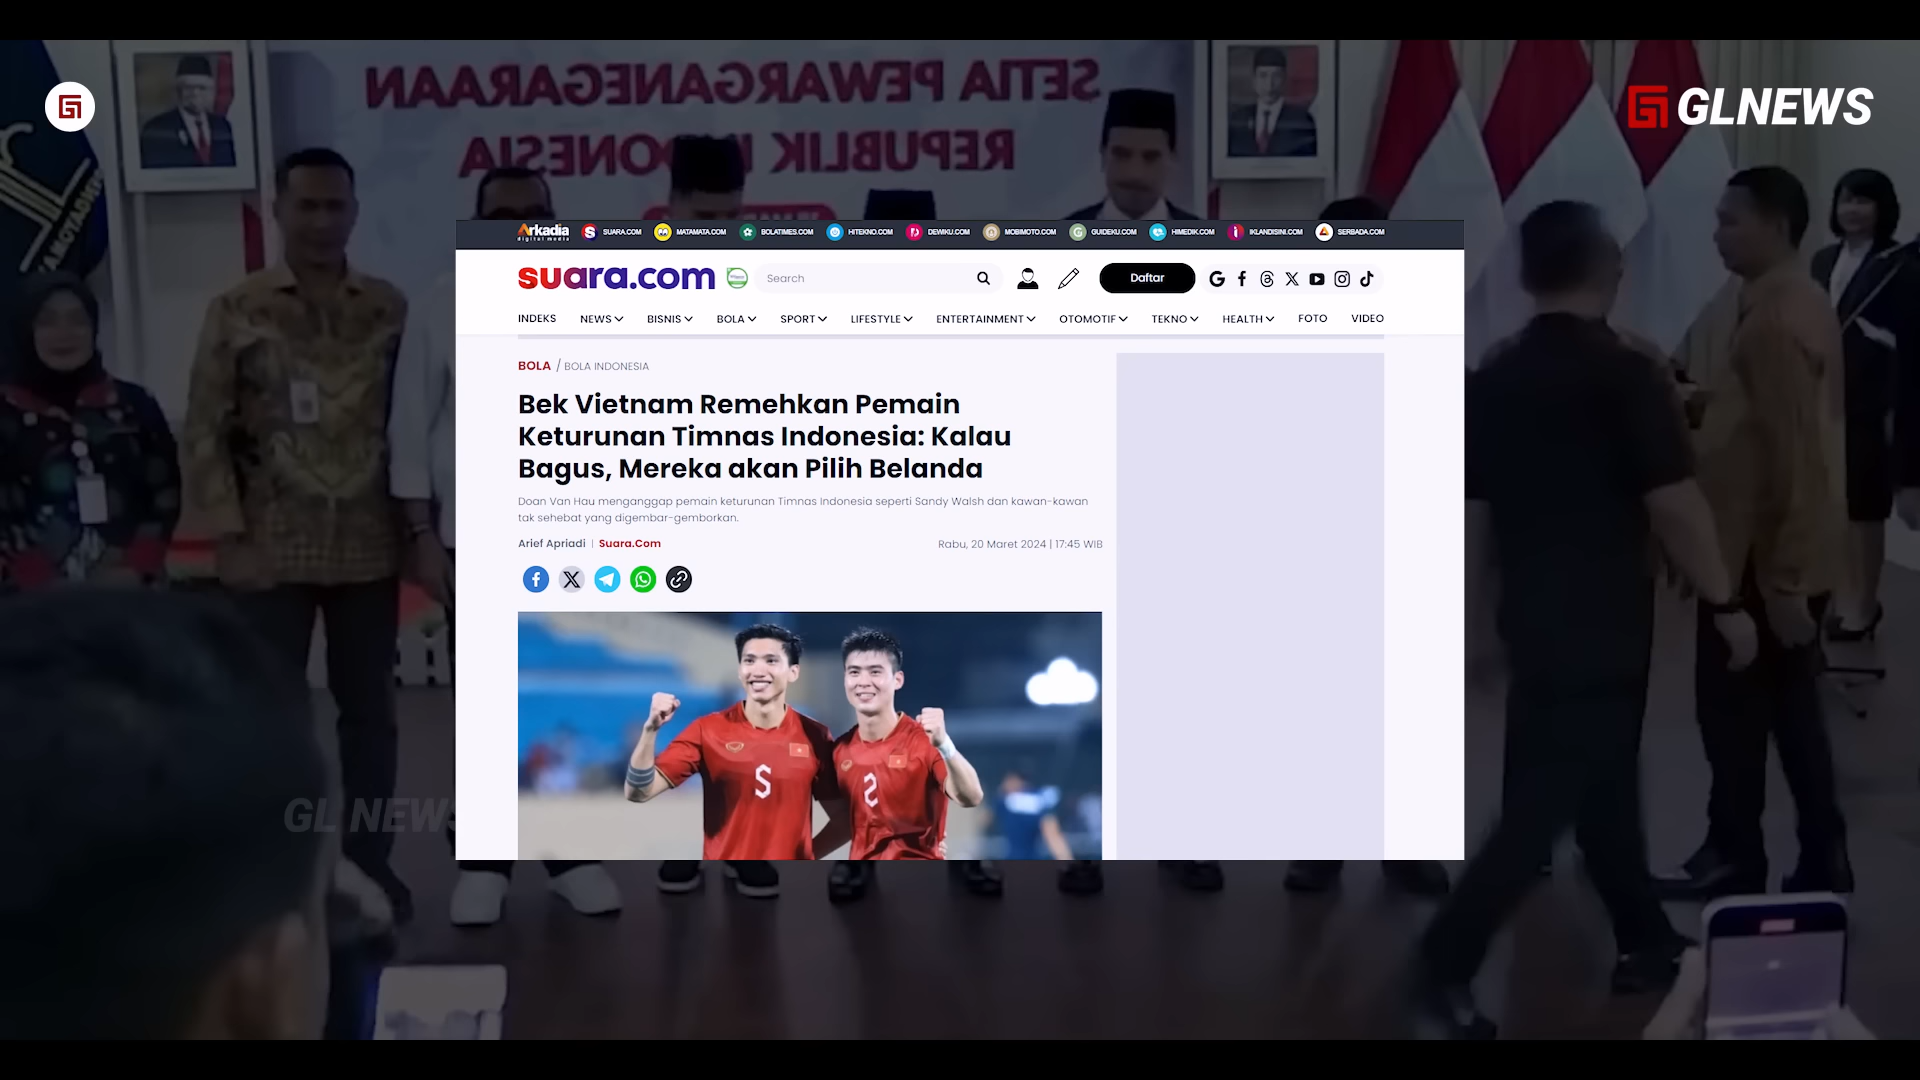 SETIA PEWARGANEGARAAN
REPUBLIK INDONESIA
GLNEWS
Arkadia
digital media
SUARA.COM
MATAMATA.COM
BOLATIMES.COM
HITEKNO.COM
DEWIKU.COM
MOBIMOTO.COM
GUIDEKU.COM
HIMEDIK.COM
IKLANDISINI.COM
SERBADA.COM
suara.com
Search
Daftar
INDEKS
NEWS
BISNIS
BOLA
SPORT
LIFESTYLE
ENTERTAINMENT
OTOMOTIF
TEKNO
HEALTH
FOTO
VIDEO
BOLA / BOLA INDONESIA
Bek Vietnam Remehkan Pemain
Keturunan Timnas Indonesia: Kalau
Bagus, Mereka akan Pilih Belanda
Doan Van Hau menganggap pemain keturunan Timnas Indonesia seperti Sandy Walsh dan kawan-kawan
tak sehebat yang digembar-gemborkan.
Arief Apriadi | Suara.Com
Rabu, 20 Maret 2024 | 17:45 WIB
5
2
GL NEWS